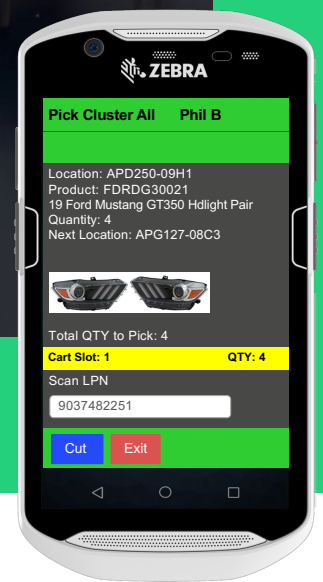 ZEBRA
Pick Cluster All Phil B
Location: APD250-09H1
Product: FDRDG30021
19 Ford Mustang GT350 Hdlight Pair
Quantity: 4
Next Location: APG127-08C3
Total QTY to Pick: 4
Cart Slot: 1 QTY: 4
Scan LPN
9037482251
Cut Exit